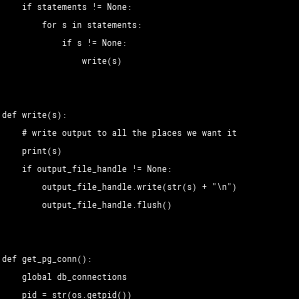 if statements != None:
for s in statements:
if s != None:
write(s)
def write(s):
# write output to all the places we want it
print(s)
if output_file_handle != None:
output_file_handle.write(str(s) + "\n")
output_file_handle.flush()
def get_pg_conn():
global db_connections
pid = str(os.getpid())